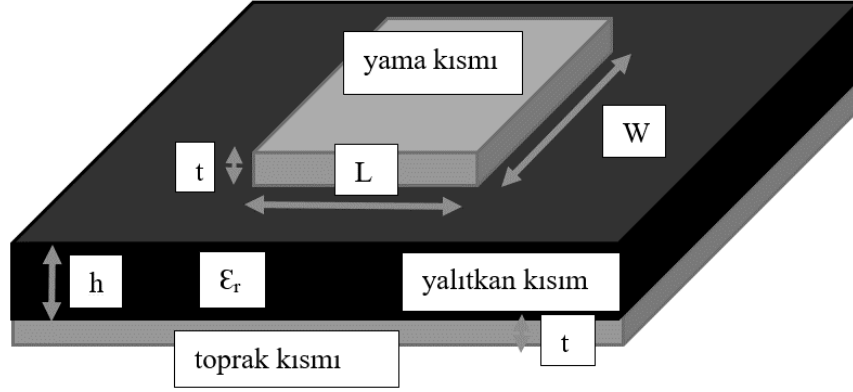 yama kısmı
W
t
L
h
Ɛr
yalıtkan kısım
toprak kısmı
t